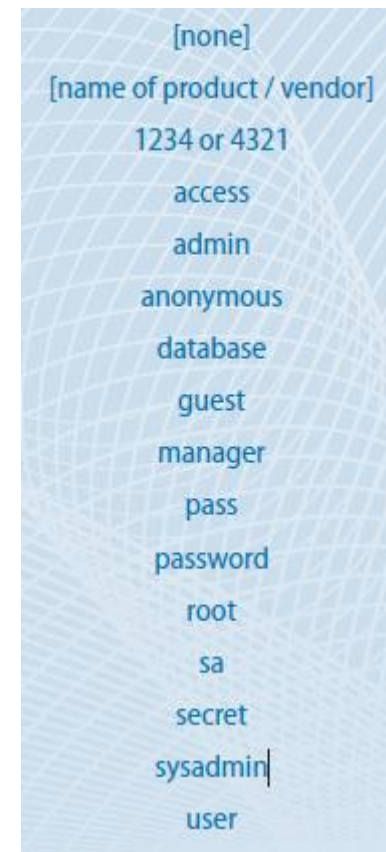 [none]
[name of product / vendor]
1234 or 4321
access
admin
anonymous
database
guest
manager
pass
password
root
sa
secret
sysadmin
user